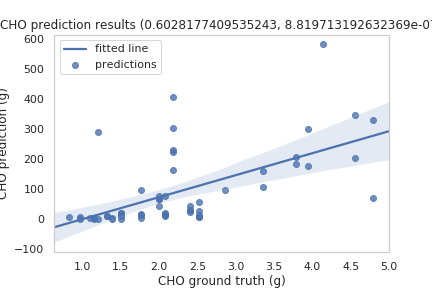 CHO prediction results (0.6028177409535243, 8.819713192632369e-0
fitted line
predictions
CHO prediction (g)
600
500
400
300
200
100
0
−100
1.0 1.5 2.0 2.5 3.0 3.5 4.0 4.5 5.0
CHO ground truth (g)